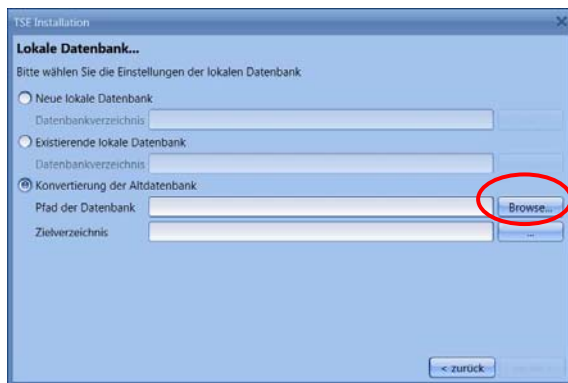 TSE Installation
Lokale Datenbank...
Bitte wählen Sie die Einstellungen der lokalen Datenbank
Neue lokale Datenbank
Datenbankverzeichnis
Existierende lokale Datenbank
Datenbankverzeichnis
Konvertierung der Altdatenbank
Pfad der Datenbank Browse...
Zielverzeichnis ...
< zurück